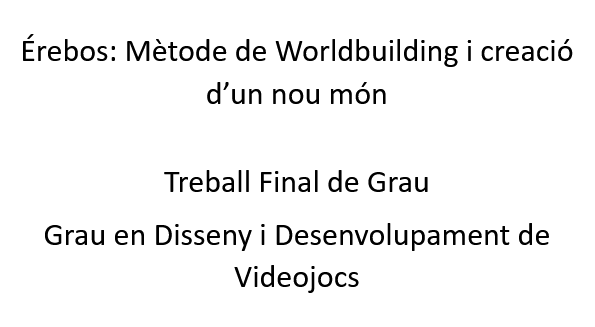 Érebos: Mètode de Worldbuilding i creació
d’un nou món
Treball Final de Grau
Grau en Disseny i Desenvolupament de
Videojocs